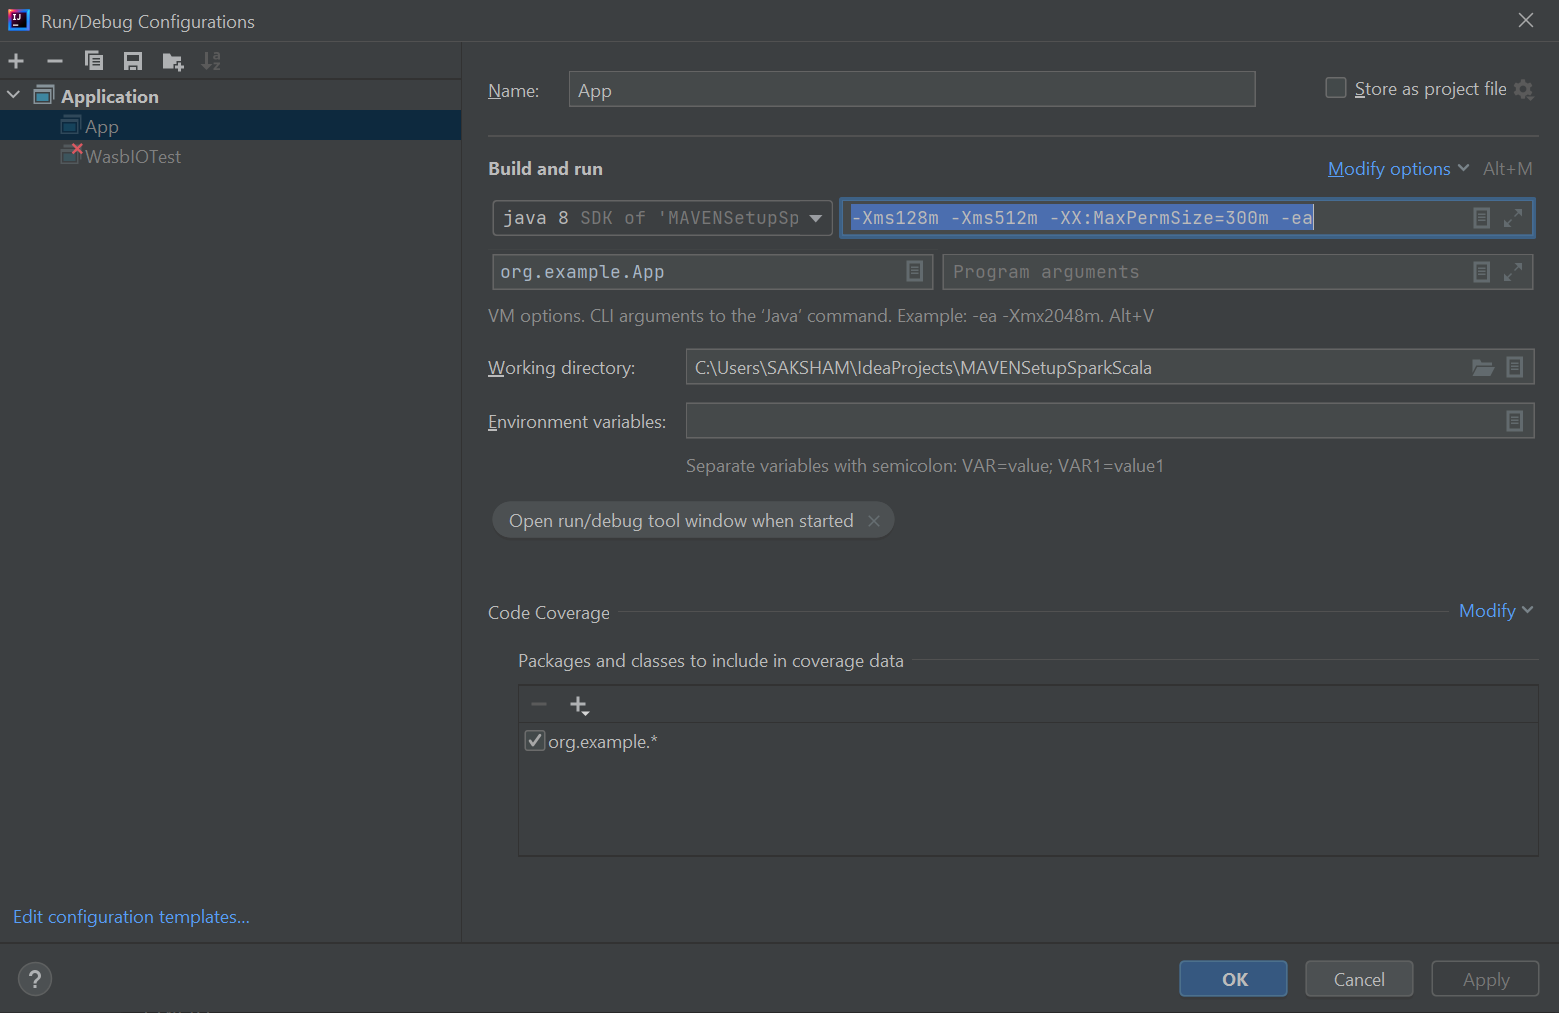 Run/Debug Configurations
Application
App
WasbIOTest
Name:
App
Store as project file
Build and run
Modify options
Alt+M
java 8 SDK of 'MAVENSetupSp
-Xms128m -Xms512m -XX:MaxPermSize=300m -ea
org.example.App
Program arguments
VM options. CLI arguments to the ‘Java’ command. Example: -ea -Xmx2048m. Alt+V
Working directory:
C:\Users\SAKSHAM\IdeaProjects\MAVENSetupSparkScala
Environment variables:
Separate variables with semicolon: VAR=value; VAR1=value1
Open run/debug tool window when started
Code Coverage
Modify
Packages and classes to include in coverage data
org.example.*
Edit configuration templates...
?
OK
Cancel
Apply